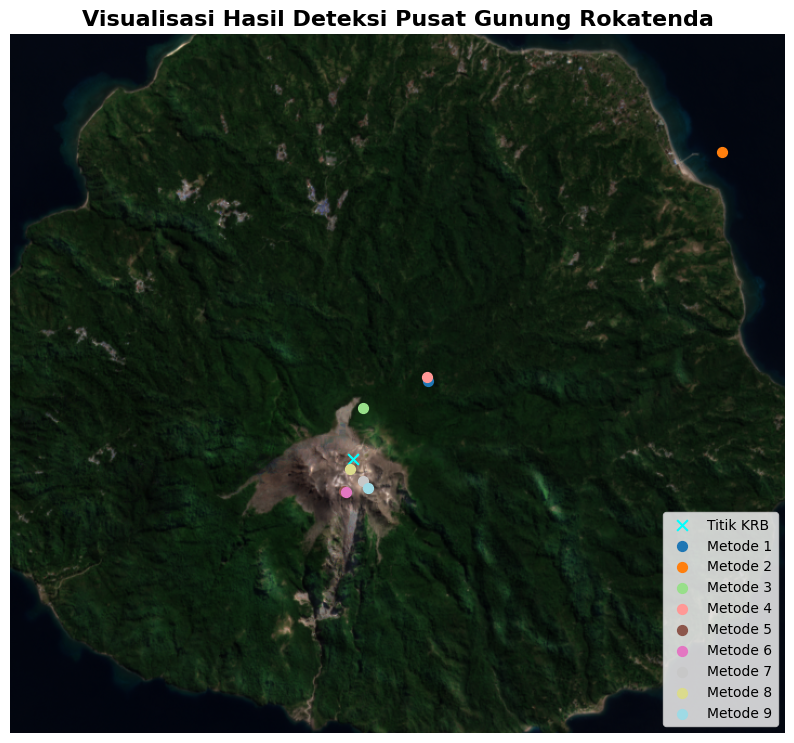 Visualisasi Hasil Deteksi Pusat Gunung Rokatenda
Titik KRB
Metode 1
Metode 2
Metode 3
Metode 4
Metode 5
Metode 6
Metode 7
Metode 8
Metode 9